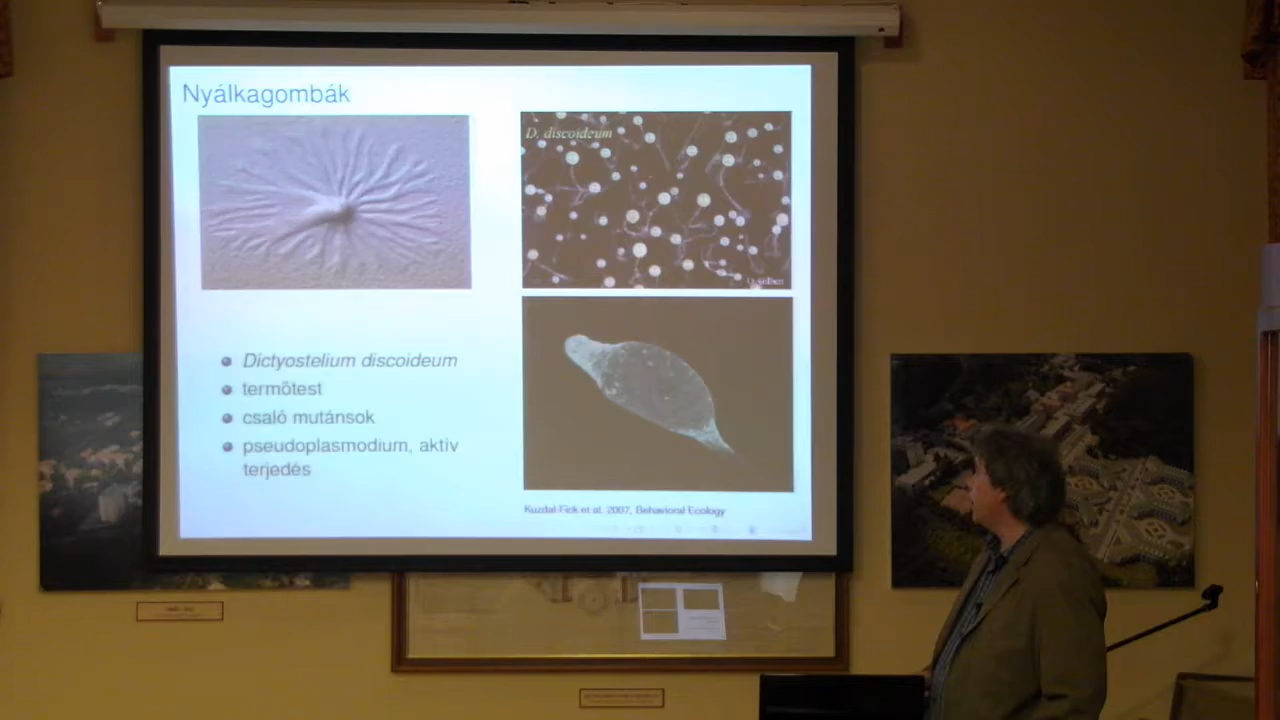 Nyálkagombák
D. discoideum
Dictyostelium discoideum
termőtest
csaló mutánsok
pseudoplasmodium, aktív
terjedés
Kuzdal-Fick et al. 2007, Behavioral Ecology